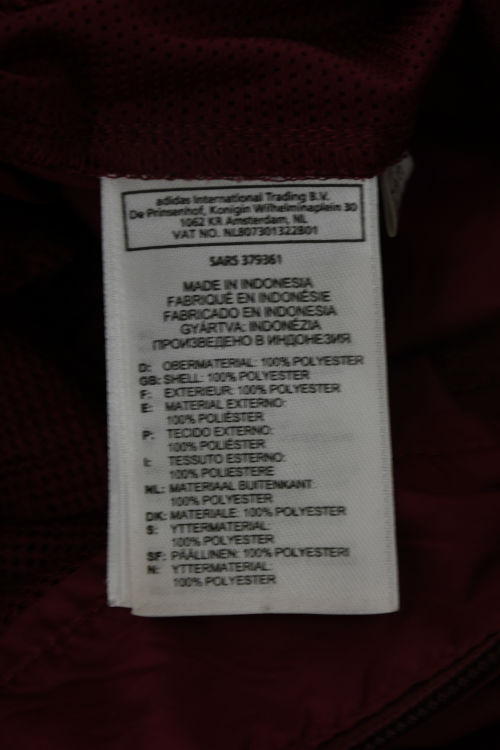 adidas International Trading B.V.
De Prinsenhof, Konigin Wilhelminaplein 30
1062 KR Amsterdam, NL
VAT NO. NL807301322B01
SARS 379361
MADE IN INDONESIA
FABRIQUÉ EN INDONÉSIE
FABRICADO EN INDONESIA
GYÁRTVA: INDONÉZIA
ПРОИЗВЕДЕНО В ИНДОНЕЗИЯ
D: OBERMATERIAL: 100% POLYESTER
GB: SHELL: 100% POLYESTER
F: EXTERIEUR: 100% POLYESTER
E: MATERIAL EXTERNO:
100% POLIÉSTER
P: TECIDO EXTERNO:
100% POLIÉSTER
I: TESSUTO ESTERNO:
100% POLIESTERE
NL: MATERIAAL BUITENKANT:
100% POLYESTER
DK: MATERIALE: 100% POLYESTER
S: YTTERMATERIAL:
100% POLYESTER
SF: PÄÄLLINEN: 100% POLYESTERI
N: YTTERMATERIAL:
100% POLYESTER